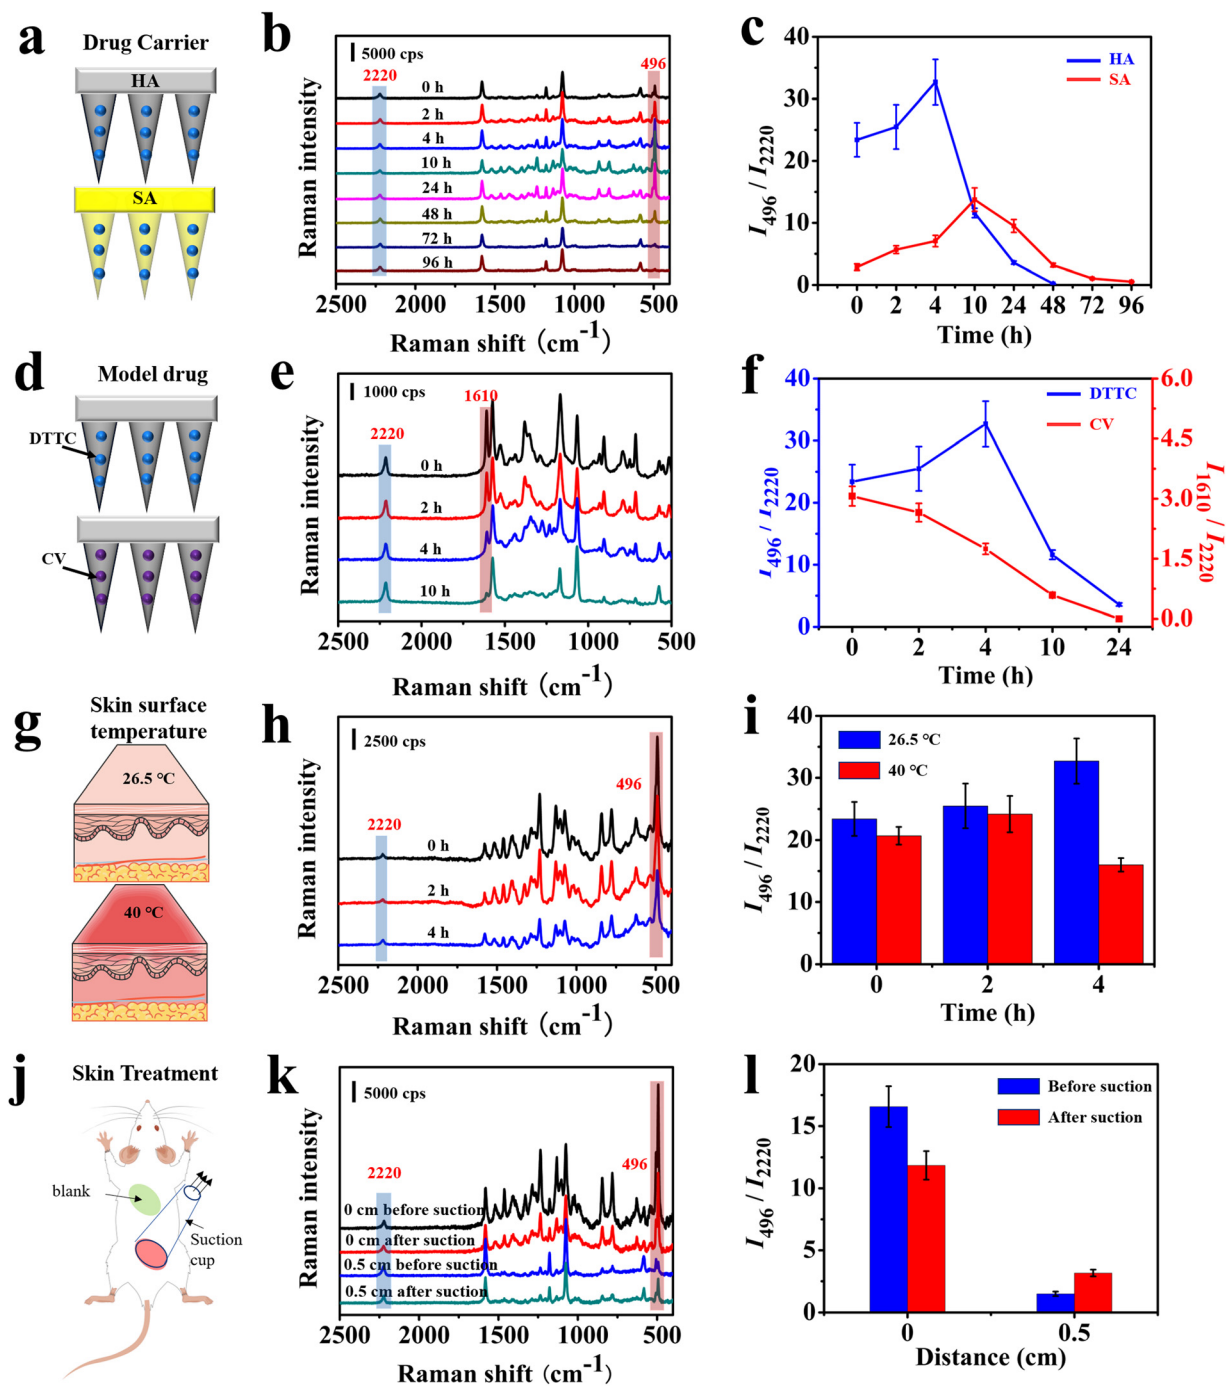 a
Drug Carrier
HA
SA
b
5000 cps
2220
496
0 h
2 h
4 h
10 h
24 h
48 h
72 h
96 h
Raman intensity
2500 2000 1500 1000 500
Raman shift (cm-1)
c
HA
SA
I496 / I2220
40
30
20
10
0
0 2 4 10 24 48 72 96
Time (h)
d
Model drug
DTTC
CV
e
1000 cps
1610
2220
0 h
2 h
4 h
10 h
Raman intensity
2500 2000 1500 1000 500
Raman shift (cm-1)
f
DTTC
CV
I496 / I2220
40
30
20
10
0
I1610 / I2220
6.0
4.5
3.0
1.5
0.0
0 2 4 10 24
Time (h)
g
Skin surface
temperature
26.5 °C
40 °C
h
2500 cps
496
2220
0 h
2 h
4 h
Raman intensity
2500 2000 1500 1000 500
Raman shift (cm-1)
i
26.5 °C
40 °C
I496 / I2220
40
30
20
10
0
0 2 4
Time (h)
j
Skin Treatment
blank
Suction
cup
k
5000 cps
2220
496
0 cm before suction
0 cm after suction
0.5 cm before suction
0.5 cm after suction
Raman intensity
2500 2000 1500 1000 500
Raman shift (cm-1)
l
Before suction
After suction
I496 / I2220
20
15
10
5
0
0 0.5
Distance (cm)